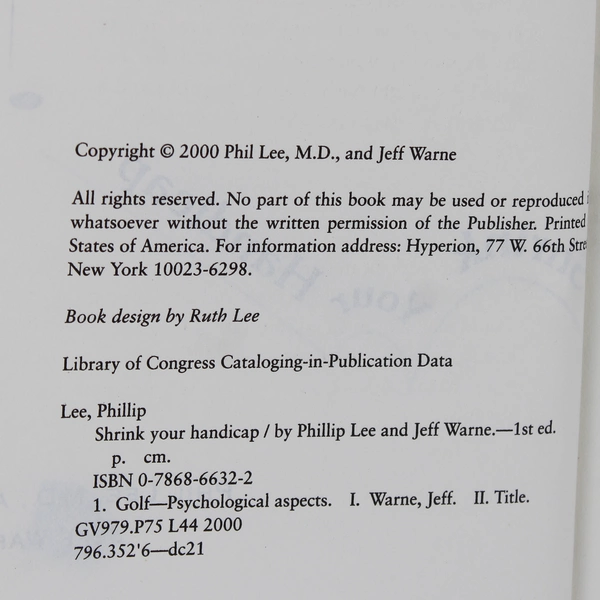 Copyright © 2000 Phil Lee, M.D., and Jeff Warne
All rights reserved. No part of this book may be used or reproduced
whatsoever without the written permission of the Publisher. Printed
States of America. For information address: Hyperion, 77 W. 66th Stre
New York 10023-6298.
Book design by Ruth Lee
Library of Congress Cataloging-in-Publication Data
Lee, Phillip
Shrink your handicap / by Phillip Lee and Jeff Warne.—1st ed.
p. cm.
ISBN 0-7868-6632-2
1. Golf—Psychological aspects. I. Warne, Jeff. II. Title.
GV979.P75 L44 2000
796.352'6—dc21